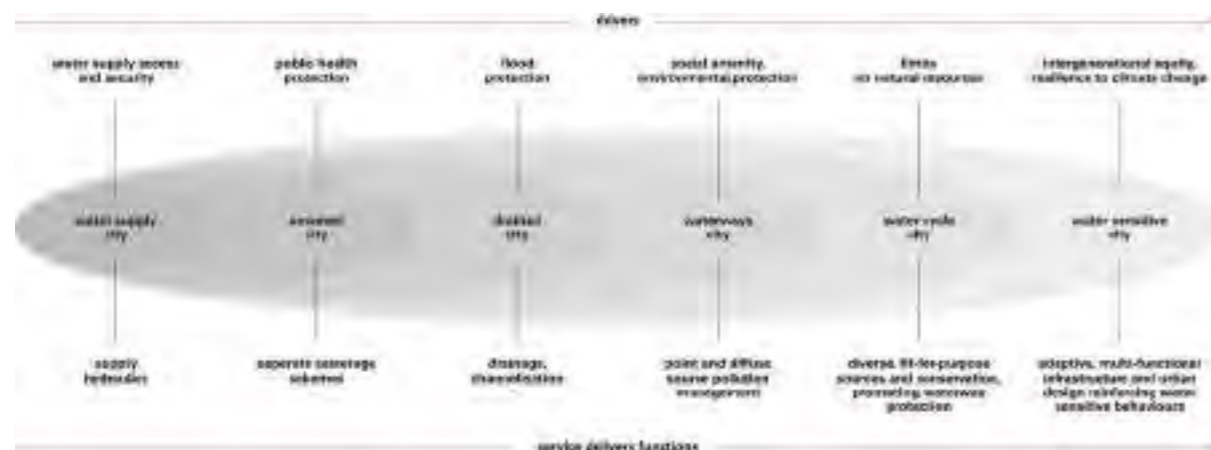 drivers
water supply access
and security
public health
protection
flood
protection
social amenity,
environmental protection
limits
on natural resources
intergenerational equity,
resilience to climate change
water supply
city
sewered
city
drained
city
waterways
city
water cycle
city
water sensitive
city
supply
hydraulics
separate sewerage
schemes
drainage,
channelisation
point and diffuse
source pollution
management
diverse, fit-for-purpose
sources and conservation,
promoting waterway
protection
adaptive, multi-functional
infrastructure and urban
design reinforcing water
sensitive behaviours
service delivery functions